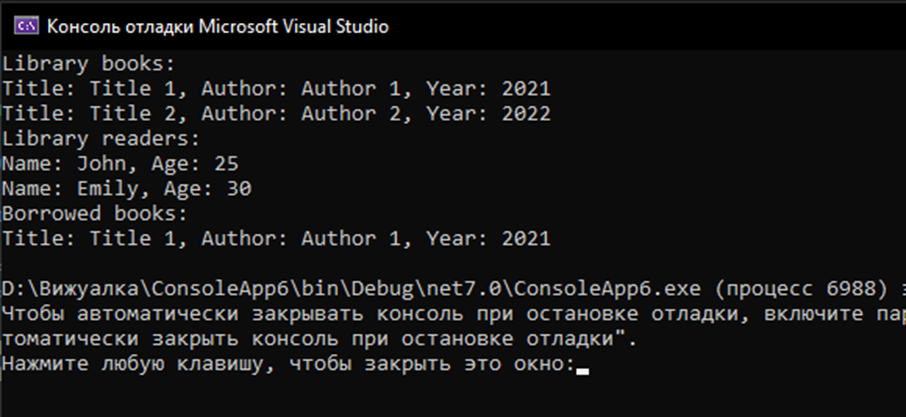 Консоль отладки Microsoft Visual Studio
Library books:
Title: Title 1, Author: Author 1, Year: 2021
Title: Title 2, Author: Author 2, Year: 2022
Library readers:
Name: John, Age: 25
Name: Emily, Age: 30
Borrowed books:
Title: Title 1, Author: Author 1, Year: 2021
D:\Вижуалка\ConsoleApp6\bin\Debug\net7.0\ConsoleApp6.exe (процесс 6988)
Чтобы автоматически закрывать консоль при остановке отладки, включите
томатически закрыть консоль при остановке отладки".
Нажмите любую клавишу, чтобы закрыть это окно: